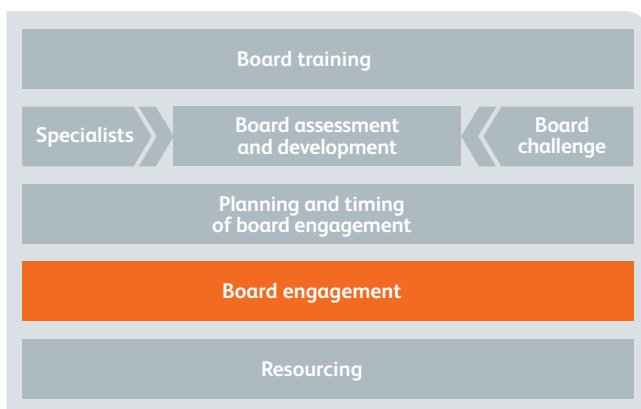 Board training
Specialists
Board assessment
and development
Board
challenge
Planning and timing
of board engagement
Board engagement
Resourcing